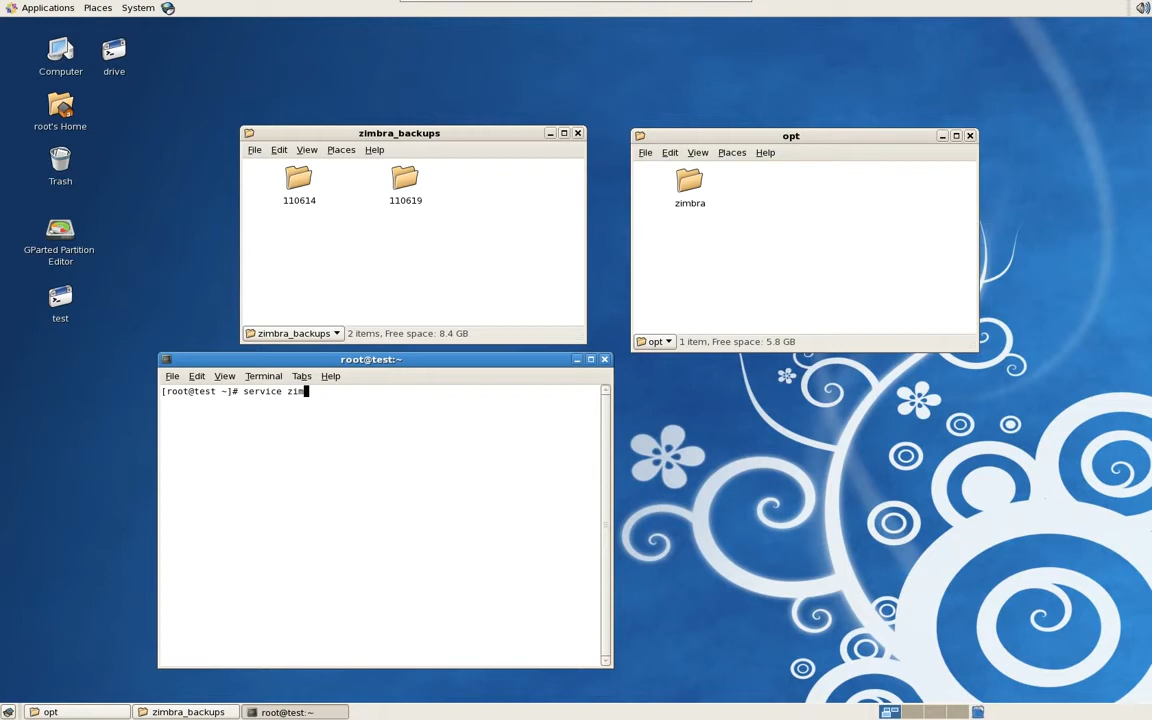 Applications Places System
Computer
drive
root's Home
Trash
GParted Partition
Editor
test
zimbra_backups
File Edit View Places Help
110614
110619
zimbra_backups 2 items, Free space: 8.4 GB
opt
File Edit View Places Help
zimbra
opt 1 item, Free space: 5.8 GB
root@test:~
File Edit View Terminal Tabs Help
[root@test ~]# service zim
opt
zimbra_backups
root@test:~